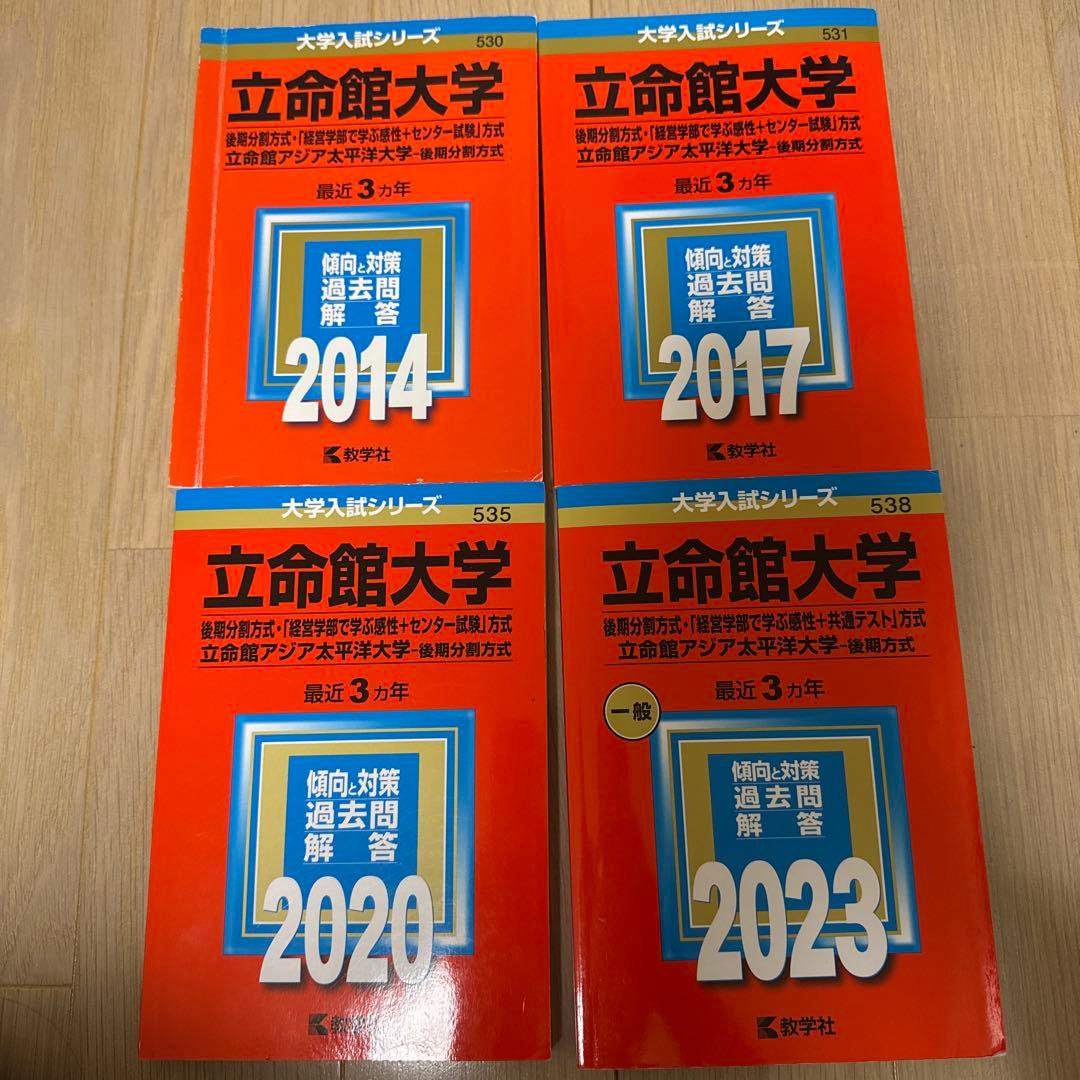 大学入試シリーズ
530
立命館大学
後期分割方式・「経営学部で学ぶ感性+センター試験」方式
立命館アジア太平洋大学-後期分割方式
最近3カ年
傾向と対策
過去問
解答
2014
教学社
大学入試シリーズ
531
立命館大学
後期分割方式・「経営学部で学ぶ感性+センター試験」方式
立命館アジア太平洋大学-後期分割方式
最近3カ年
傾向と対策
過去問
解答
2017
教学社
大学入試シリーズ
535
立命館大学
後期分割方式・「経営学部で学ぶ感性+センター試験」方式
立命館アジア太平洋大学-後期分割方式
最近3カ年
傾向と対策
過去問
解答
2020
教学社
大学入試シリーズ
538
立命館大学
後期分割方式・「経営学部で学ぶ感性+共通テスト」方式
立命館アジア太平洋大学-後期方式
最近3カ年
一般
傾向と対策
過去問
解答
2023
教学社